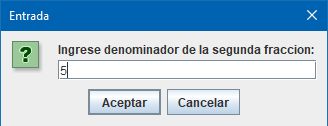 Entrada
Ingrese denominador de la segunda fraccion:
5
Aceptar Cancelar